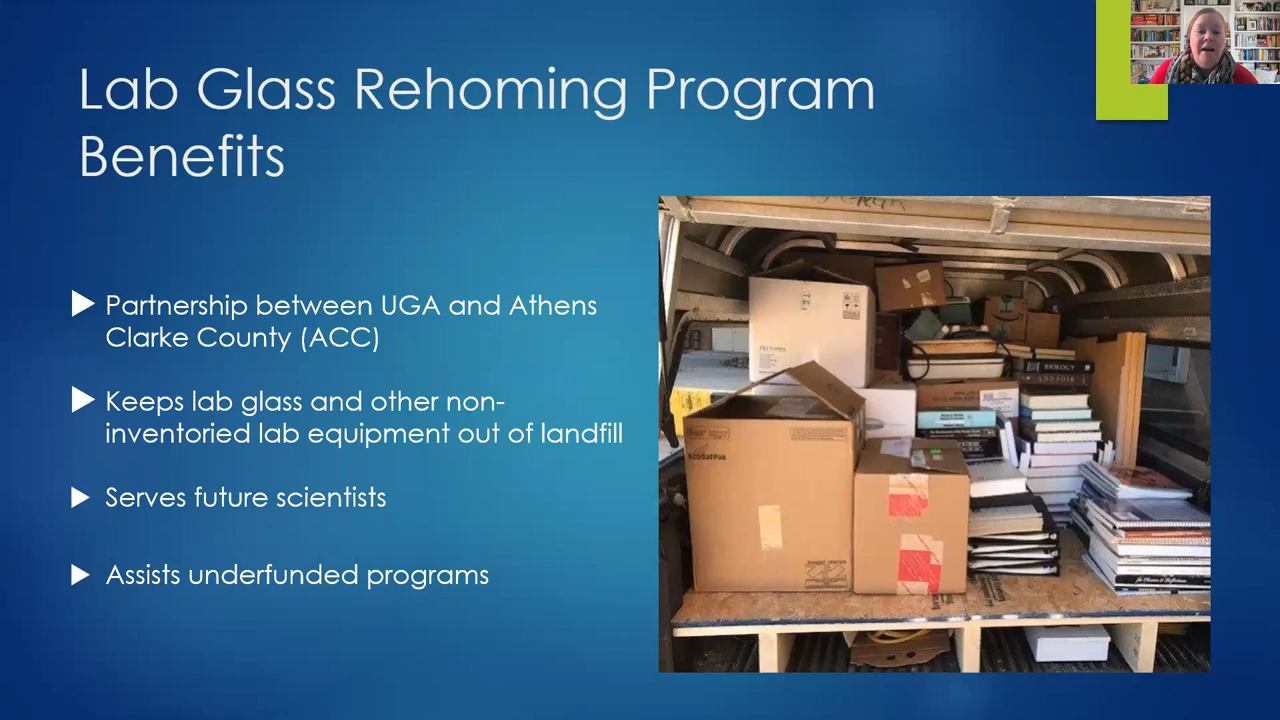 Lab Glass Rehoming Program
Benefits
Partnership between UGA and Athens
Clarke County (ACC)
Keeps lab glass and other non-
inventoried lab equipment out of landfill
Serves future scientists
Assists underfunded programs
BIOLOGY
EcoSafPak